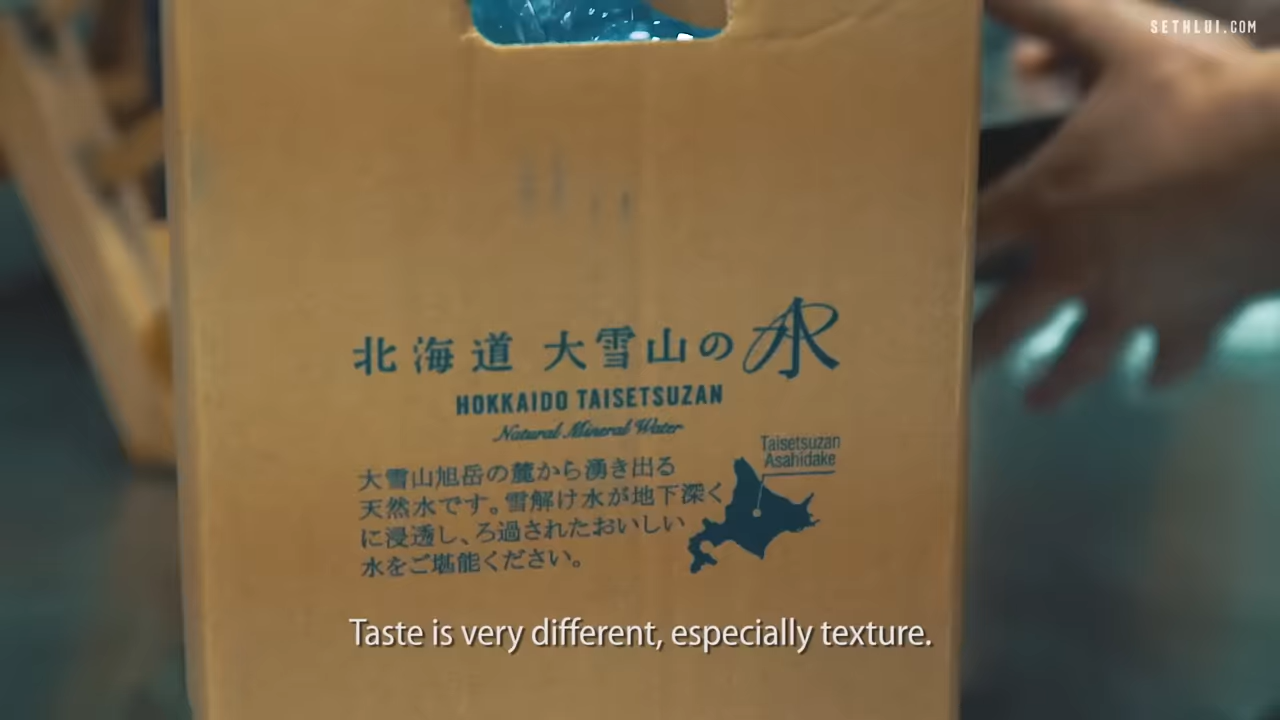 SETHLUI.COM
北海道 大雪山の水
HOKKAIDO TAISETSUZAN
Natural Mineral Water
Taisetsuzan
Asahidake
大雪山旭岳の麓から湧き出る
天然水です。雪解け水が地下深く
に浸透し、ろ過されたおいしい
水をご堪能ください。
Taste is very different, especially texture.